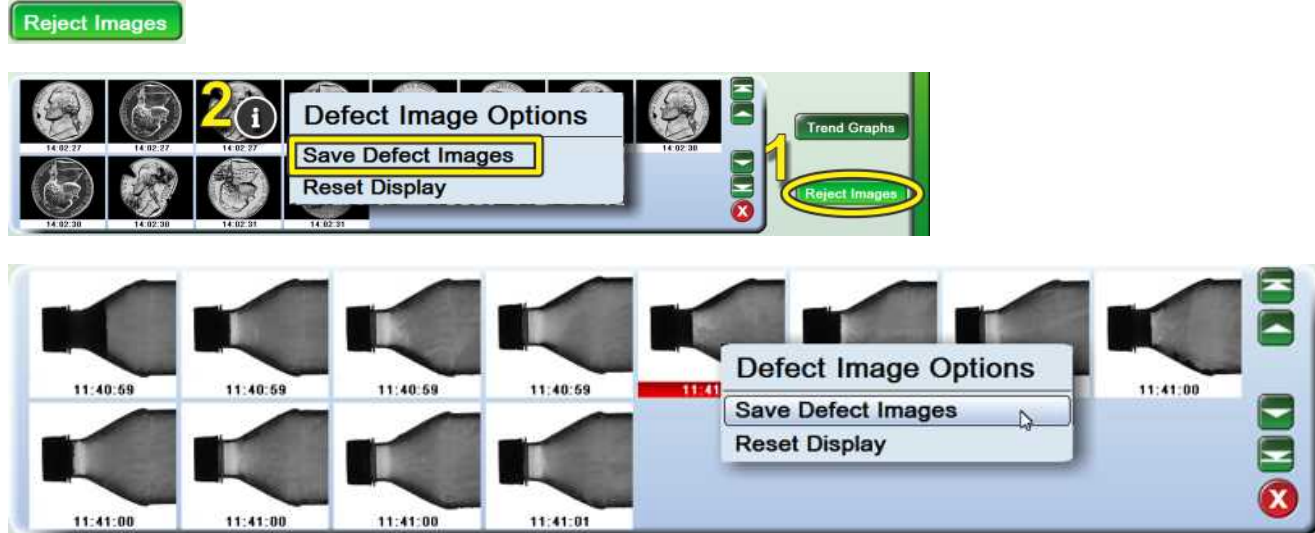 Reject Images
2
i
Defect Image Options
Save Defect Images
Reset Display
14:02:27
14:02:27
14:02:27
14:02:30
14:02:30
14:02:30
14:02:31
14:02:31
1
Trend Graphs
Reject Images
X
11:40:59
11:40:59
11:40:59
11:40:59
11:41
11:41:00
Defect Image Options
Save Defect Images
Reset Display
11:41:00
11:41:00
11:41:00
11:41:01
X